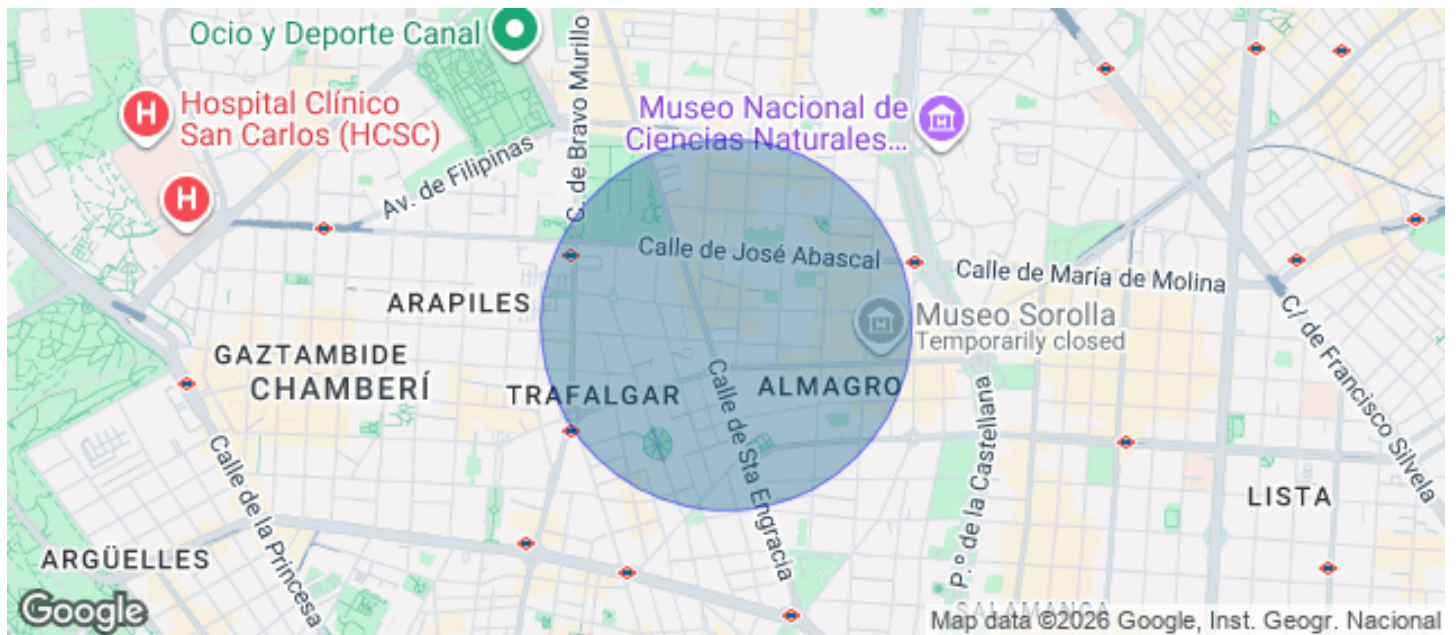 Ocio y Deporte Canal
Hospital Clínico
San Carlos (HCSC)
H
H
Av. de Filipinas
C. de Bravo Murillo
Museo Nacional de
Ciencias Naturales...
Calle de José Abascal
Calle de María de Molina
C/ de Francisco Silvela
ARAPILES
Museo Sorolla
Temporarily closed
GAZTAMBIDE
CHAMBERÍ
TRAFALGAR
ALMAGRO
Calle de Sta Engracia
P.º de la Castellana
Calle de la Princesa
LISTA
ARGÜELLES
SALAMANCA
Google
Map data ©2026 Google, Inst. Geogr. Nacional